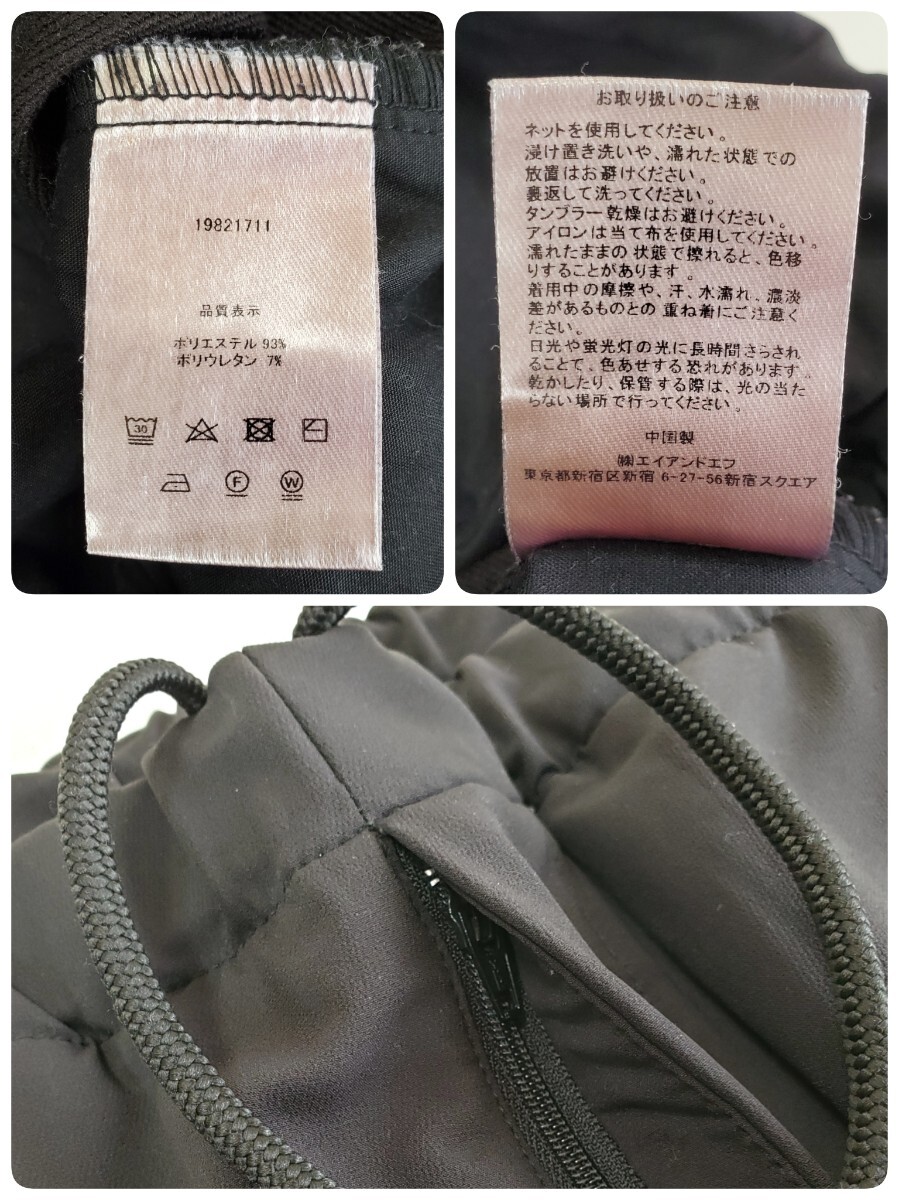 19821711
品質表示
ポリエステル 93%
ポリウレタン 7%
30
F
W
お取り扱いのご注意
ネットを使用してください。
浸け置き洗いや、濡れた状態での
放置はお避けください。
裏返して洗ってください。
タンブラー乾燥はお避けください。
アイロンは当て布を使用してください。
濡れたままの状態で擦れると、色移
りすることがあります。
着用中の摩擦や、汗、水濡れ、濃淡
差があるものとの重ね着にご注意く
ださい。
日光や蛍光灯の光に長時間さらされ
ることで、色あせする恐れがあります。
乾かしたり、保管する際は、光の当た
らない場所で行ってください。
中国製
㈱エイアンドエフ
東京都新宿区新宿 6-27-56新宿スクエア